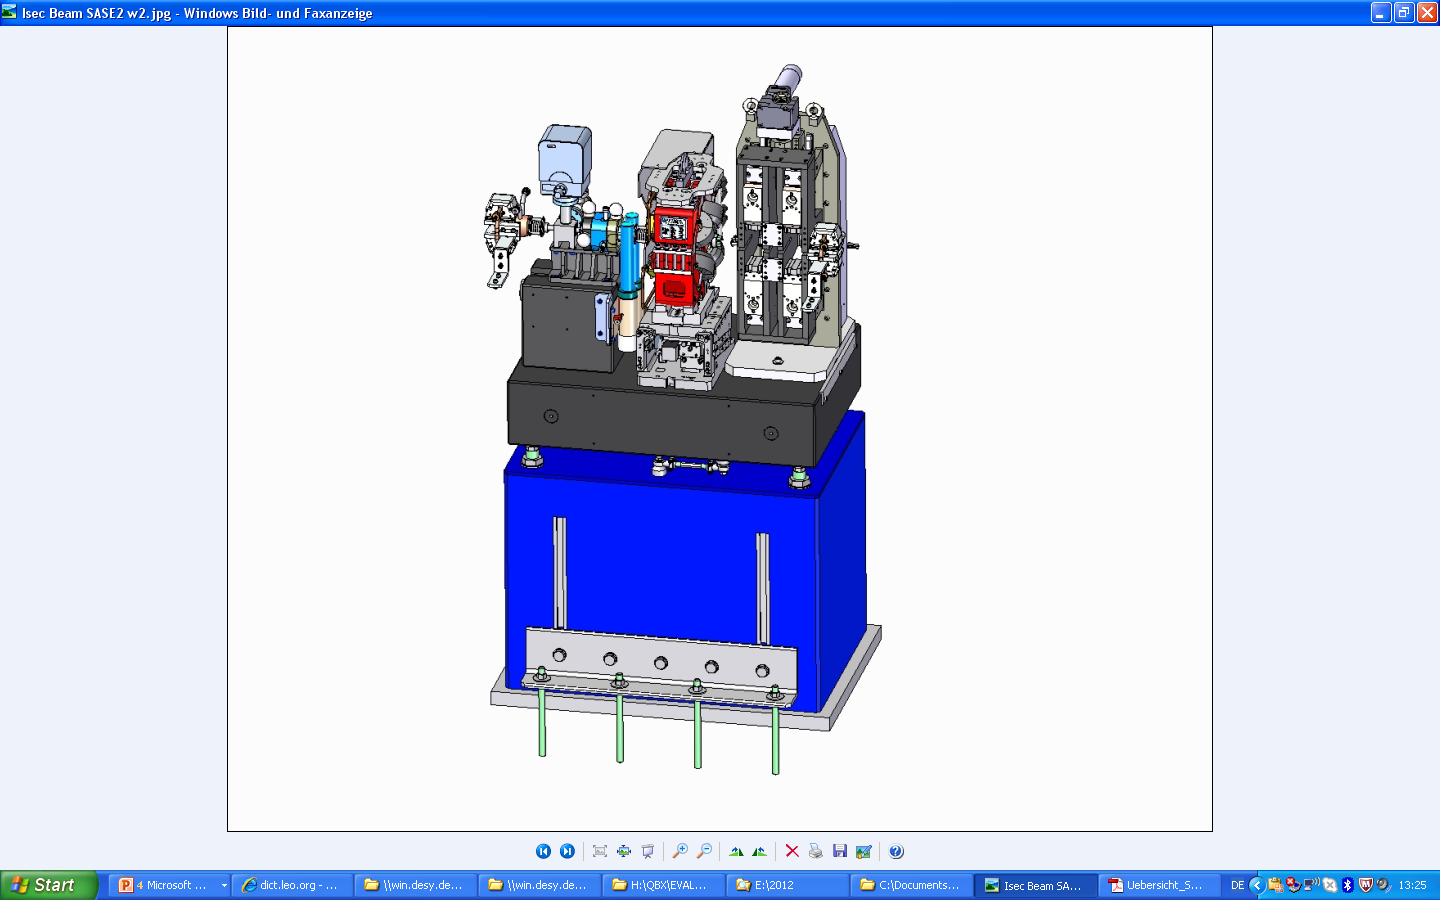 Isec Beam SASE2 w2.jpg - Windows Bild- und Faxanzeige
Start
4 Microsoft ...
dict.leo.org - ...
\\win.desy.de...
\\win.desy.de...
H:\QBX\EVAL...
E:\2012
C:\Documents...
Isec Beam SA...
Uebersicht_S...
DE
13:25